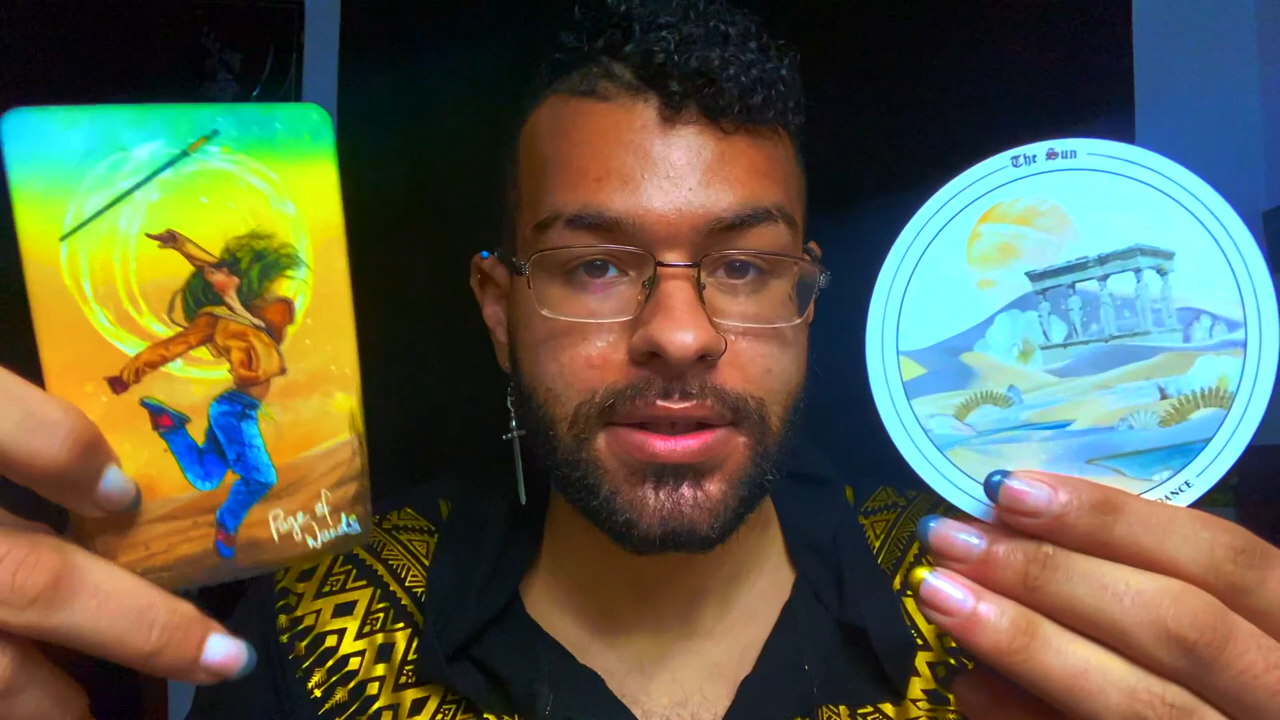 Page of
Wands
The Sun